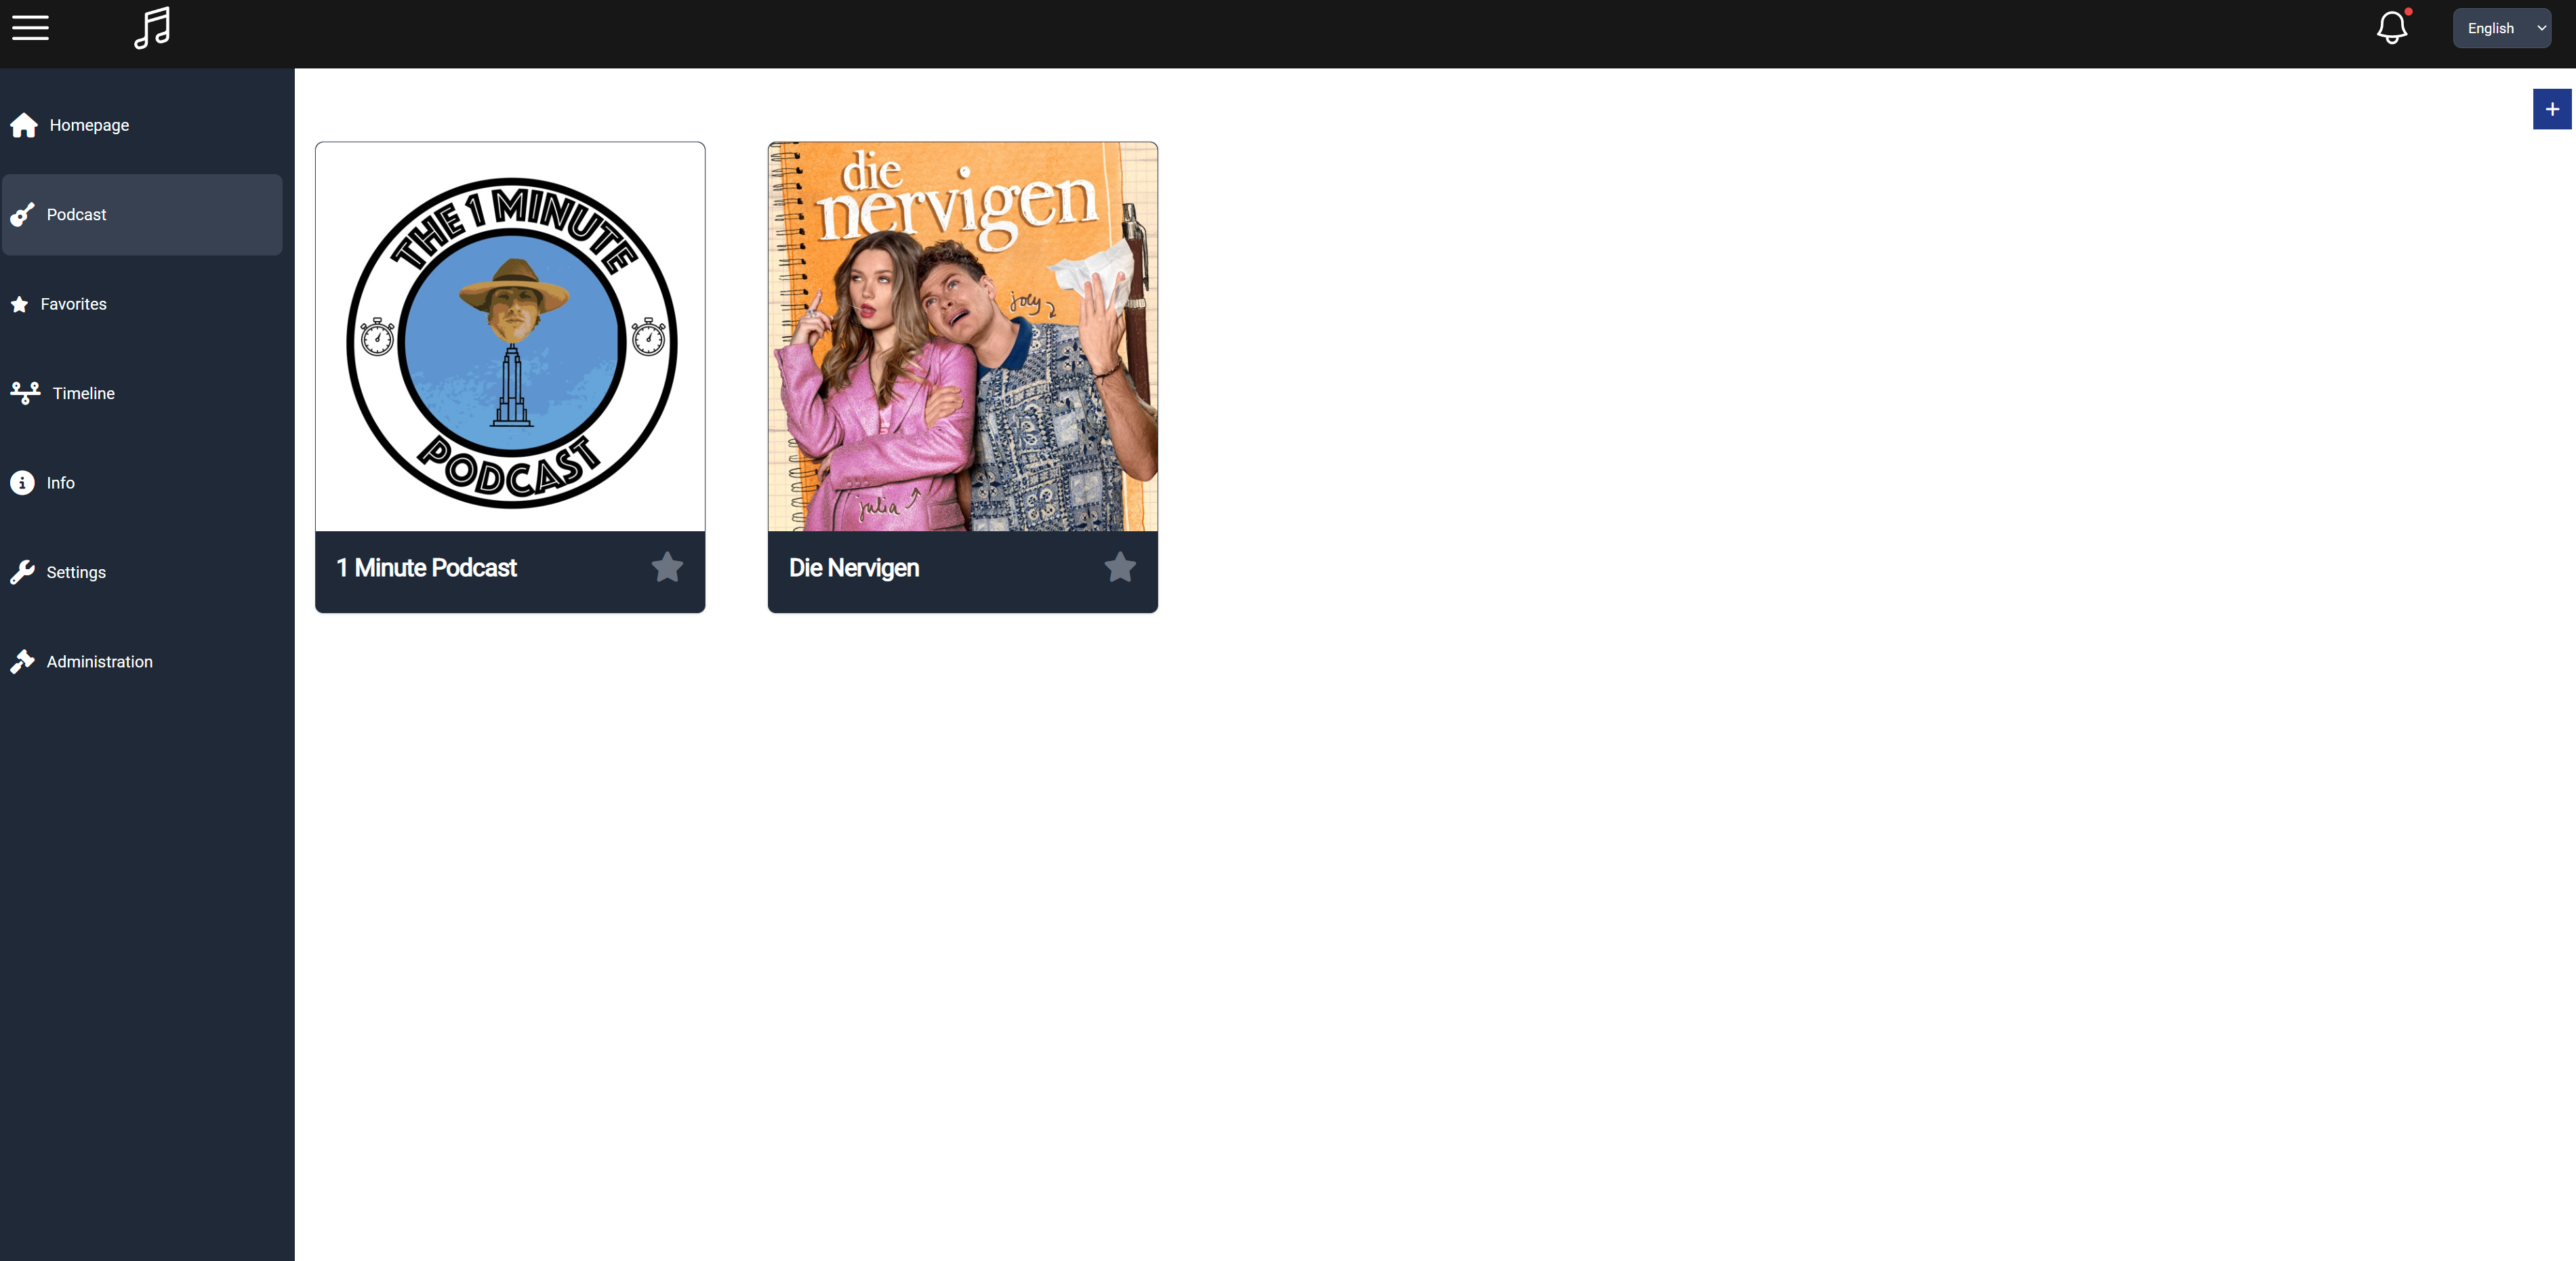 English
Homepage
Podcast
Favorites
Timeline
Info
Settings
Administration
THE 1 MINUTE
PODCAST
1 Minute Podcast
die
nervigen
joey
julia
Die Nervigen